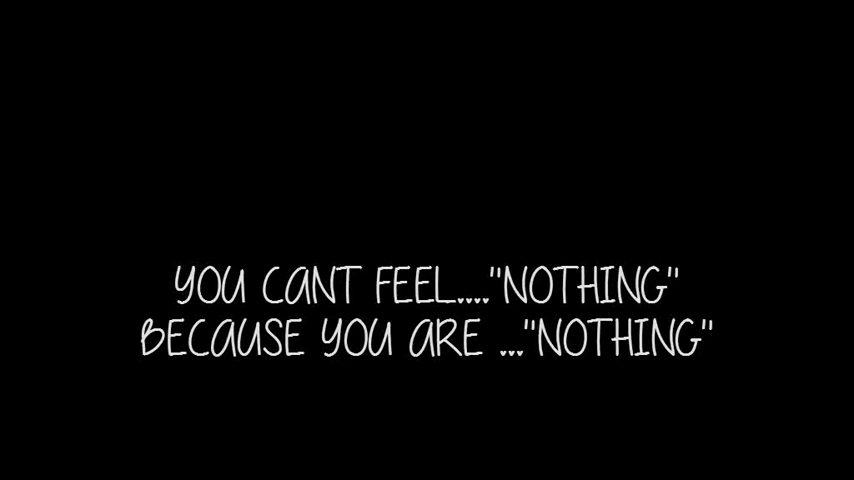 YOU CANT FEEL...."NOTHING"
BECAUSE YOU ARE ..."NOTHING"